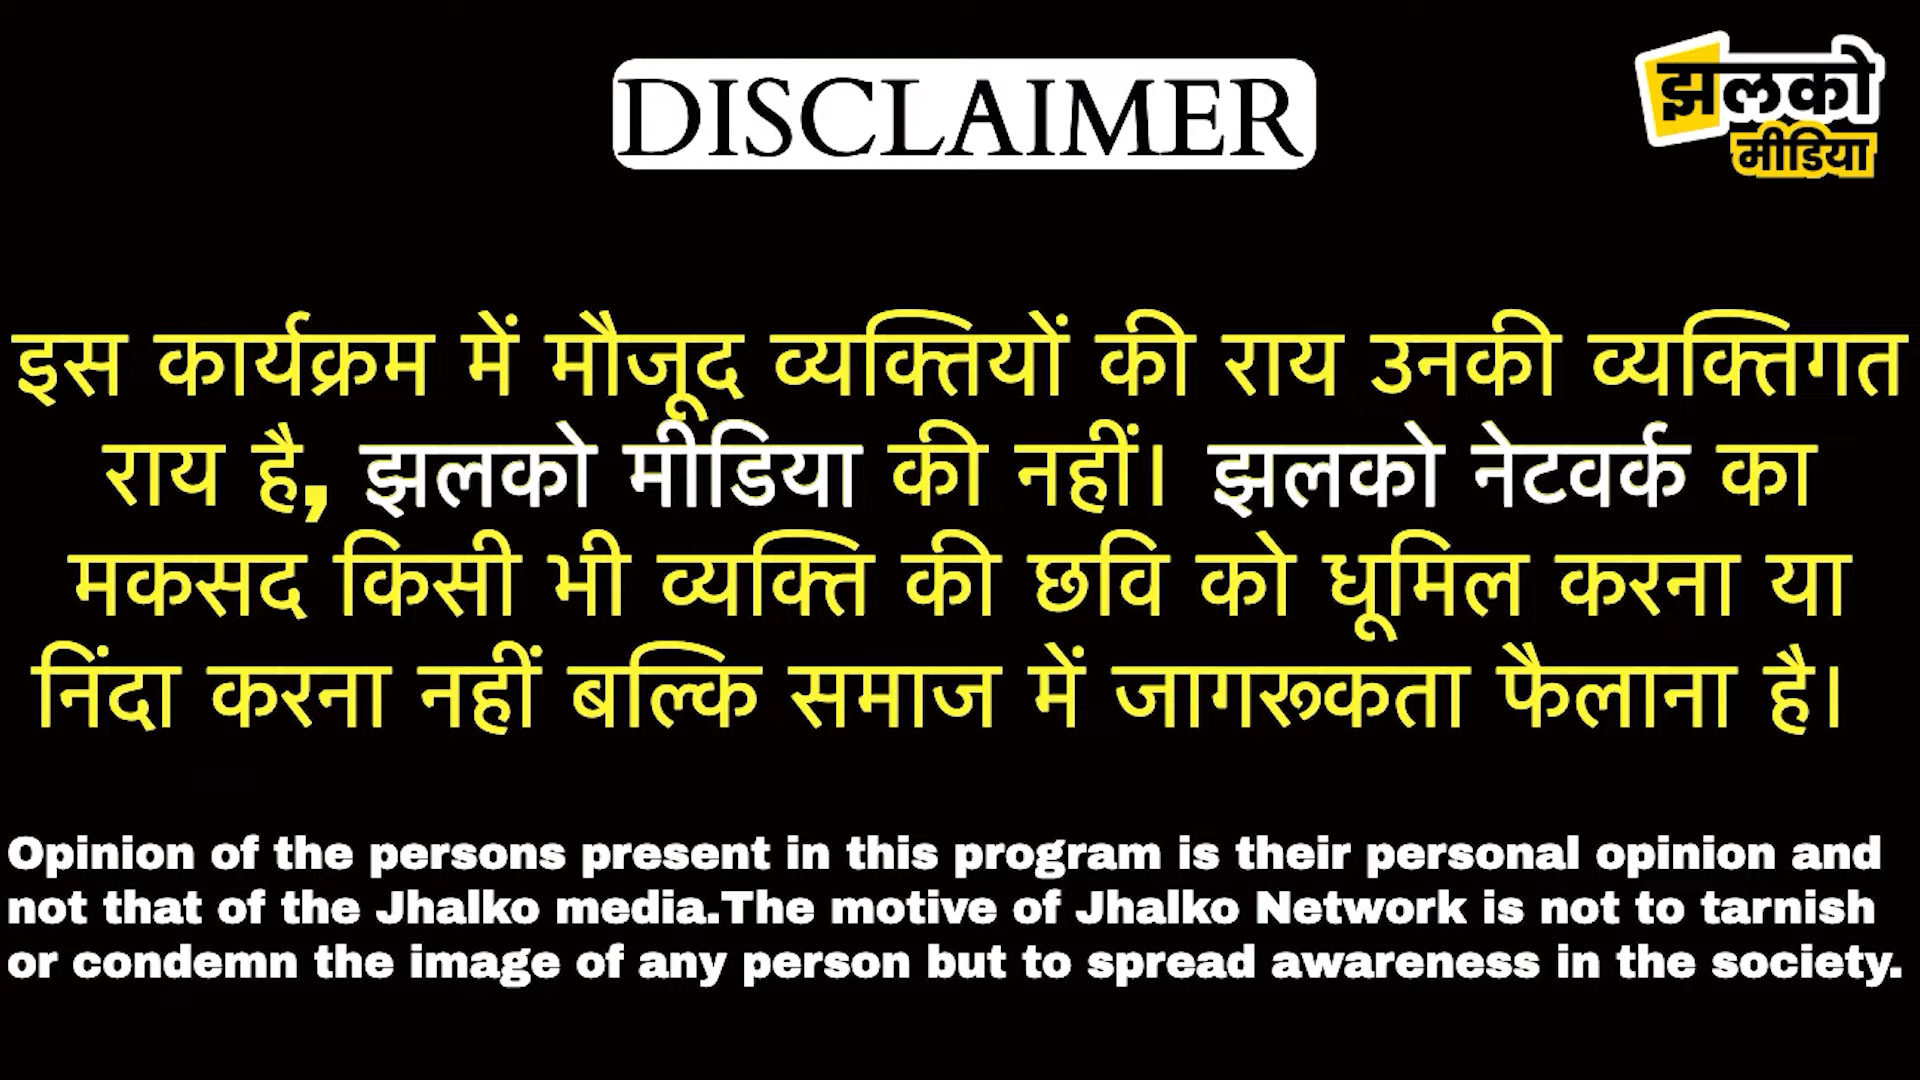 DISCLAIMER
झलको
मीडिया
इस कार्यक्रम में मौजूद व्यक्तियों की राय उनकी व्यक्तिगत
राय है, झलको मीडिया की नहीं। झलको नेटवर्क का
मकसद किसी भी व्यक्ति की छवि को धूमिल करना या
निंदा करना नहीं बल्कि समाज में जागरूकता फैलाना है।
Opinion of the persons present in this program is their personal opinion and
not that of the Jhalko media.The motive of Jhalko Network is not to tarnish
or condemn the image of any person but to spread awareness in the society.